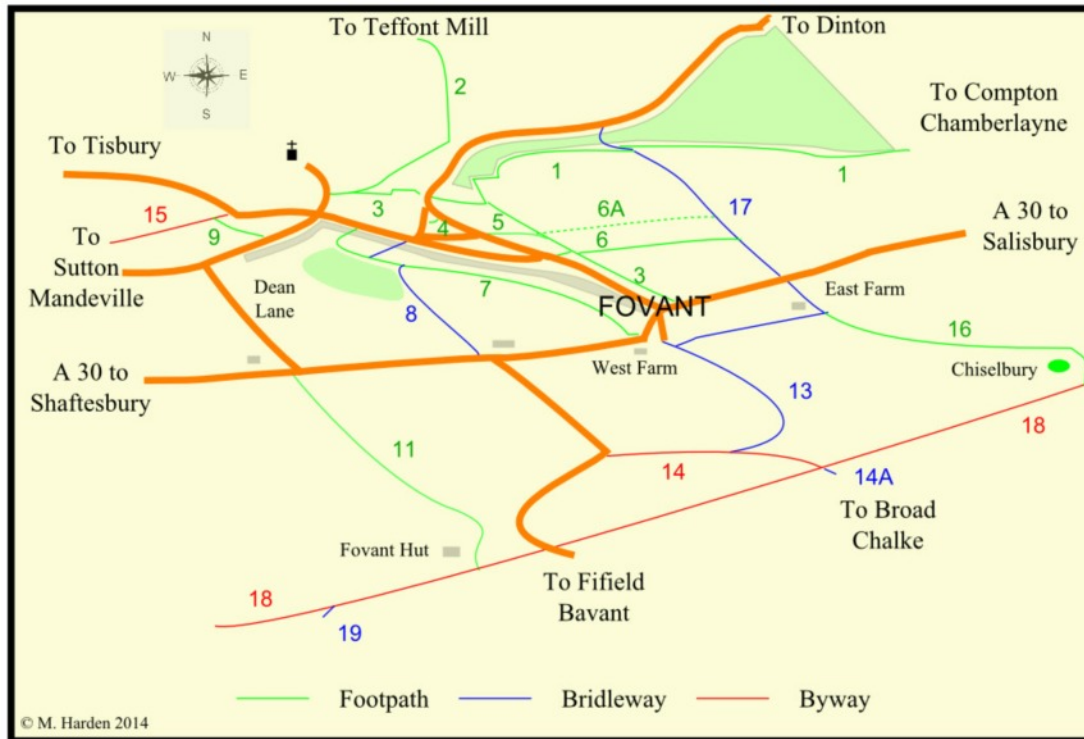 To Teffont Mill
To Dinton
N
W E
S
2
To Compton
Chamberlayne
To Tisbury
1
1
15
3
4
5
6A
17
A 30 to
Salisbury
9
6
To
Sutton
Mandeville
3
Dean
Lane
7
8
FOVANT
East Farm
16
West Farm
Chiselbury
A 30 to
Shaftesbury
13
18
11
14
14A
To Broad
Chalke
Fovant Hut
To Fifield
Bavant
18
19
Footpath
Bridleway
Byway
© M. Harden 2014